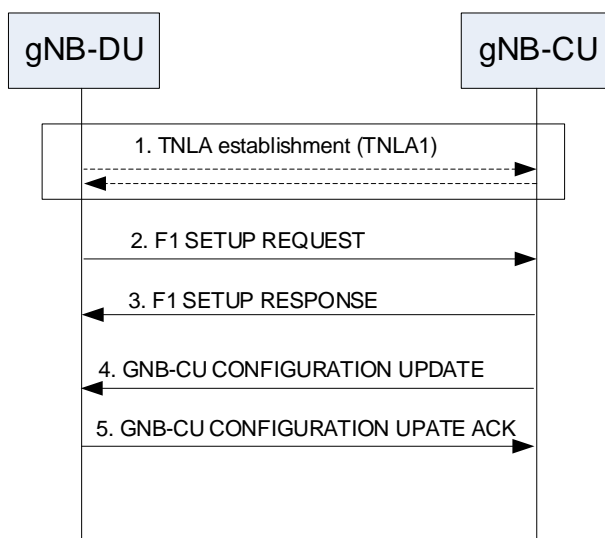 gNB-DU
gNB-CU
1. TNLA establishment (TNLA1)
2. F1 SETUP REQUEST
3. F1 SETUP RESPONSE
4. GNB-CU CONFIGURATION UPDATE
5. GNB-CU CONFIGURATION UPATE ACK